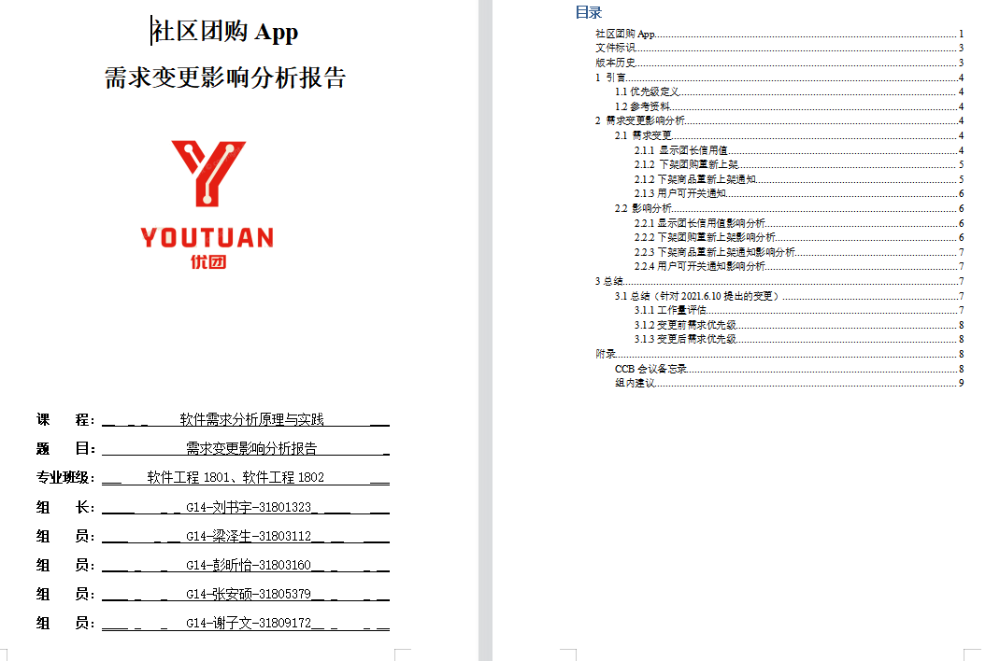 社区团购 App
需求变更影响分析报告
YOUTUAN
优团
课 程: 软件需求分析原理与实践
题 目: 需求变更影响分析报告
专业班级: 软件工程 1801、软件工程 1802
组 长: G14-刘书宇-31801323
组 员: G14-梁泽生-31803112
组 员: G14-彭昕怡-31803160
组 员: G14-张安硕-31805379
组 员: G14-谢子文-31809172
目录
社区团购 App 1
文件标识 3
版本历史 3
1 引言 4
1.1 优先级定义 4
1.2 参考资料 4
2 需求变更影响分析 4
2.1 需求变更 4
2.1.1 显示团长信用值 4
2.1.2 下架团购重新上架 5
2.1.2 下架商品重新上架通知 5
2.1.3 用户可开关通知 6
2.2 影响分析 6
2.2.1 显示团长信用值影响分析 6
2.2.2 下架团购重新上架影响分析 6
2.2.3 下架商品重新上架通知影响分析 7
2.2.4 用户可开关通知影响分析 7
3 总结 7
3.1 总结（针对 2021.6.10 提出的变更） 7
3.1.1 工作量评估 7
3.1.2 变更前需求优先级 8
3.1.3 变更后需求优先级 8
附录 8
CCB 会议备忘录 8
组内建议 9